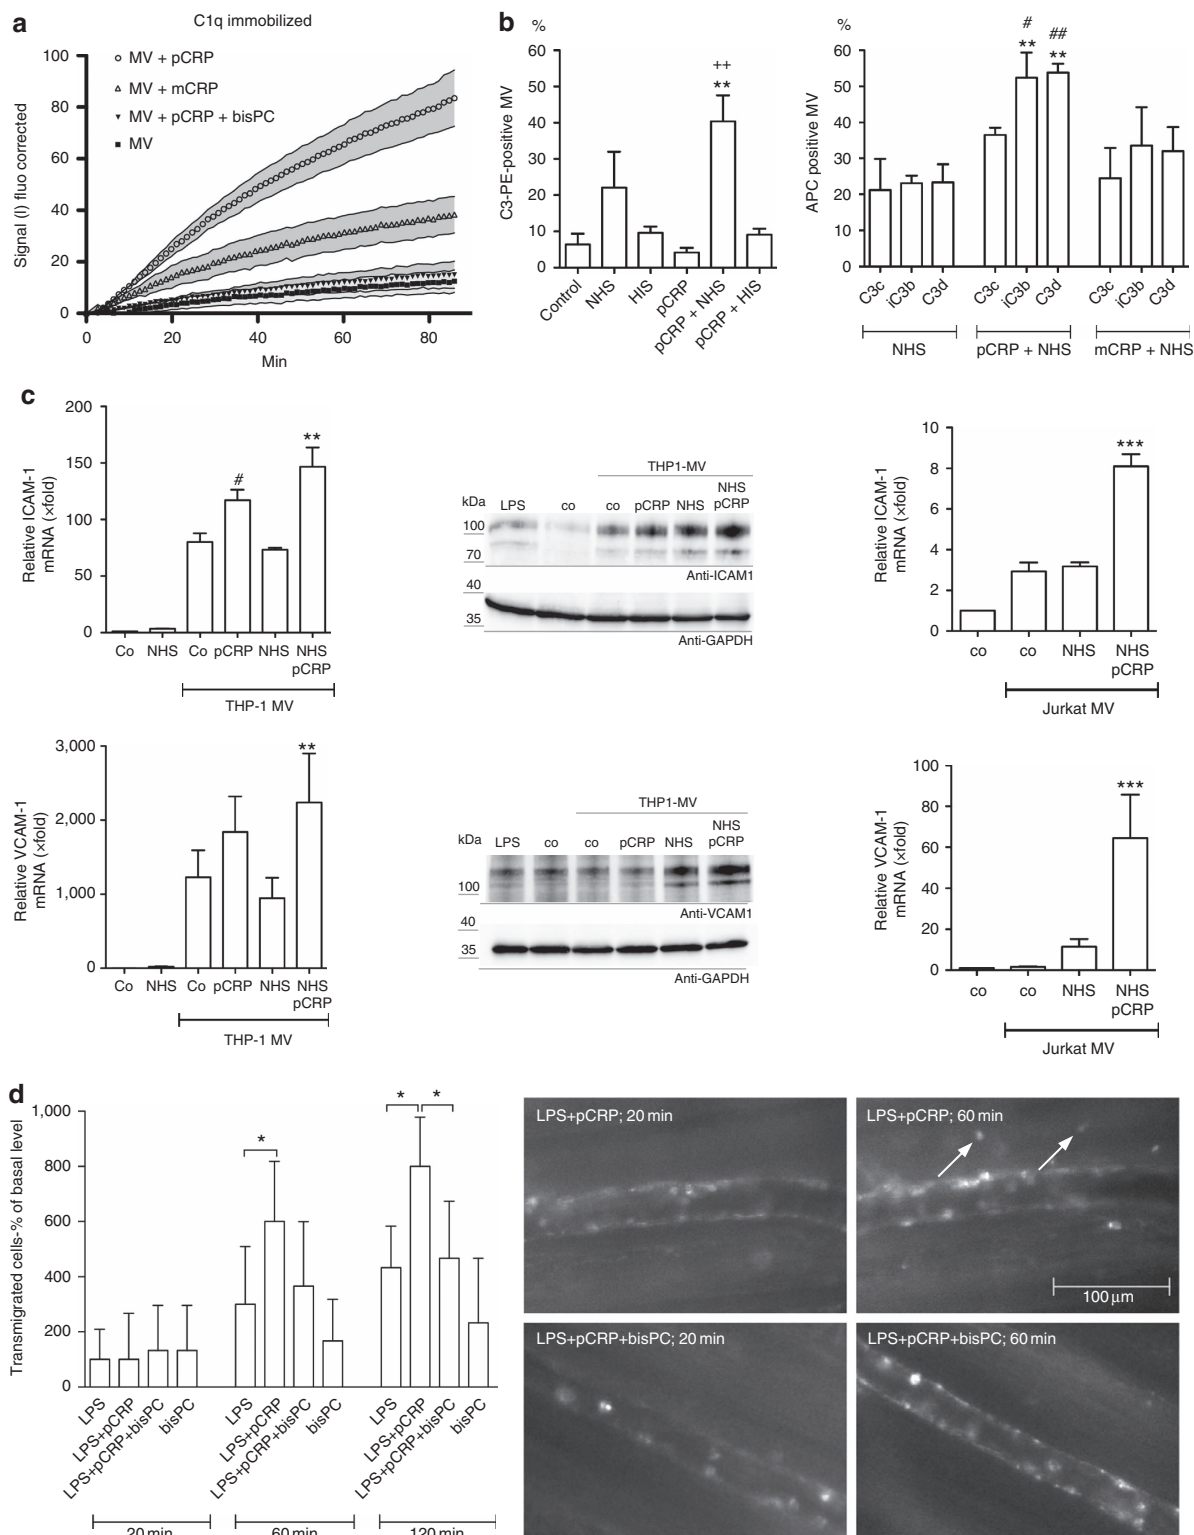 a
C1q immobilized
Signal (I) fluo corrected
100
80
60
40
20
0
MV + pCRP
MV + mCRP
MV + pCRP + bisPC
MV
0 20 40 60 80
Min
b
%
C3-PE-positive MV
60
50
40
30
20
10
0
++
**
Control NHS HIS pCRP pCRP + NHS pCRP + HIS
%
APC positive MV
60
50
40
30
20
10
0
# ##
** **
C3c iC3b C3d C3c iC3b C3d C3c iC3b C3d
NHS pCRP + NHS mCRP + NHS
c
Relative ICAM-1
mRNA (×fold)
200
150
100
50
0
#
**
Co NHS Co pCRP NHS NHS
pCRP
THP-1 MV
THP1-MV
kDa LPS co co pCRP NHS NHS
pCRP
100
70
Anti-ICAM1
40
35
Anti-GAPDH
Relative ICAM-1
mRNA (×fold)
10
8
6
4
2
0
***
co co NHS NHS
pCRP
Jurkat MV
Relative VCAM-1
mRNA (×fold)
3,000
2,000
1,000
0
**
Co NHS Co pCRP NHS NHS
pCRP
THP-1 MV
THP1-MV
kDa LPS co co pCRP NHS NHS
pCRP
100
Anti-VCAM1
40
35
Anti-GAPDH
Relative VCAM-1
mRNA (×fold)
100
80
60
40
20
0
***
co co NHS NHS
pCRP
Jurkat MV
d
Transmigrated cells-% of basal level
1,000
800
600
400
200
0
*
* *
LPS LPS+pCRP LPS+pCRP+bisPC bisPC LPS LPS+pCRP LPS+pCRP+bisPC bisPC LPS LPS+pCRP LPS+pCRP+bisPC bisPC
20 min 60 min 120 min
LPS+pCRP; 20 min
LPS+pCRP; 60 min
100 µm
LPS+pCRP+bisPC; 20 min
LPS+pCRP+bisPC; 60 min